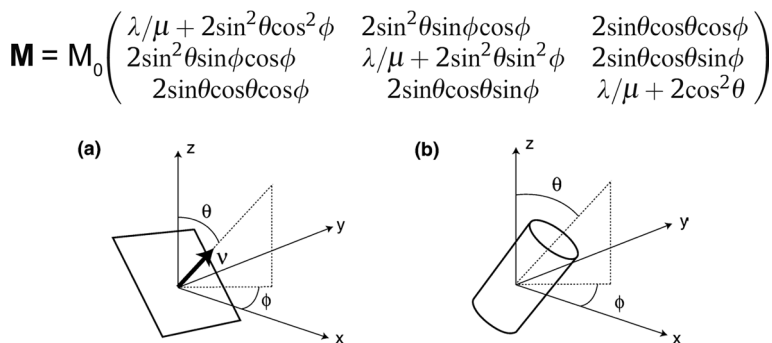 M = M₀ ( λ/μ + 2sin²θcos²ϕ 2sin²θsinϕcosϕ 2sinθcosθcosϕ
2sin²θsinϕcosϕ λ/μ + 2sin²θsin²ϕ 2sinθcosθsinϕ
2sinθcosθcosϕ 2sinθcosθsinϕ λ/μ + 2cos²θ )
(a) (b)
z z
θ θ
y y
ν
ϕ ϕ
x x